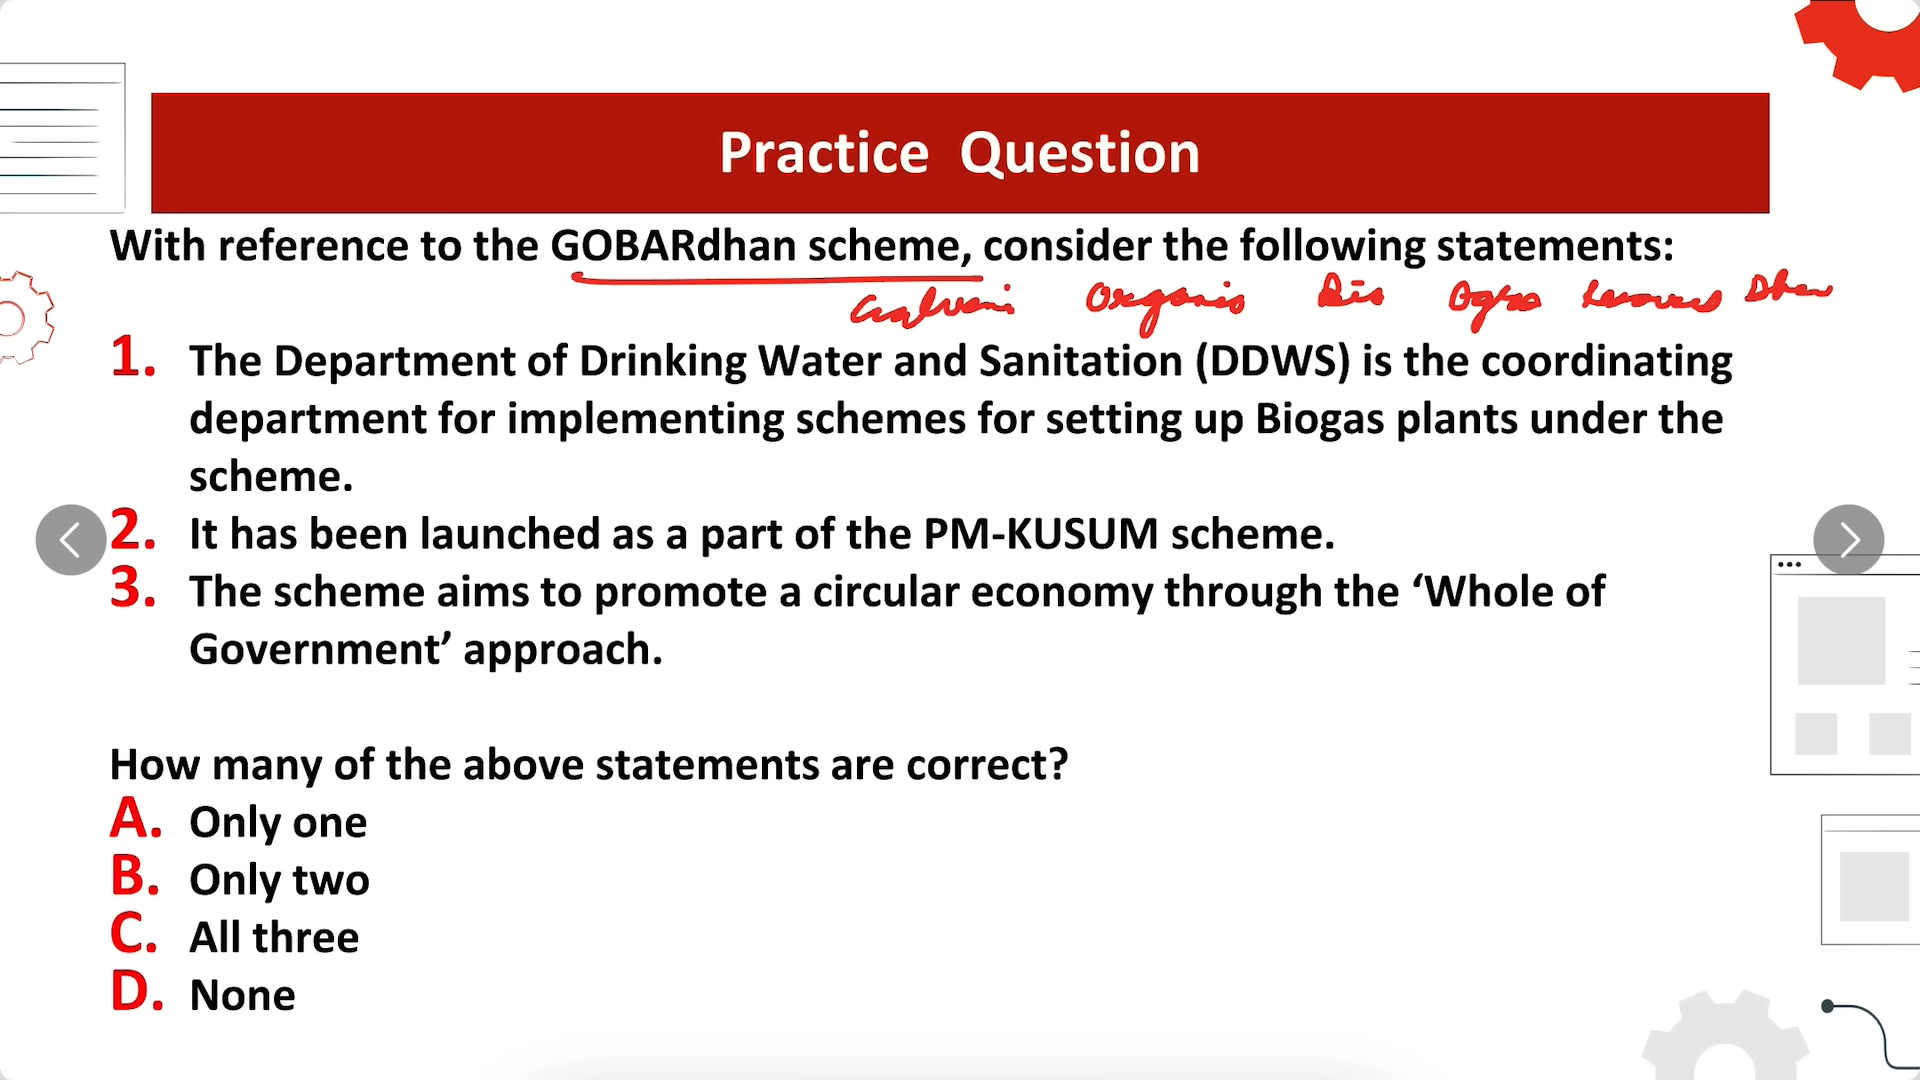 Practice Question
With reference to the GOBARdhan scheme, consider the following statements:
Organic Bio Agro
1. The Department of Drinking Water and Sanitation (DDWS) is the coordinating
department for implementing schemes for setting up Biogas plants under the
scheme.
2. It has been launched as a part of the PM-KUSUM scheme.
3. The scheme aims to promote a circular economy through the ‘Whole of
Government’ approach.
How many of the above statements are correct?
A. Only one
B. Only two
C. All three
D. None